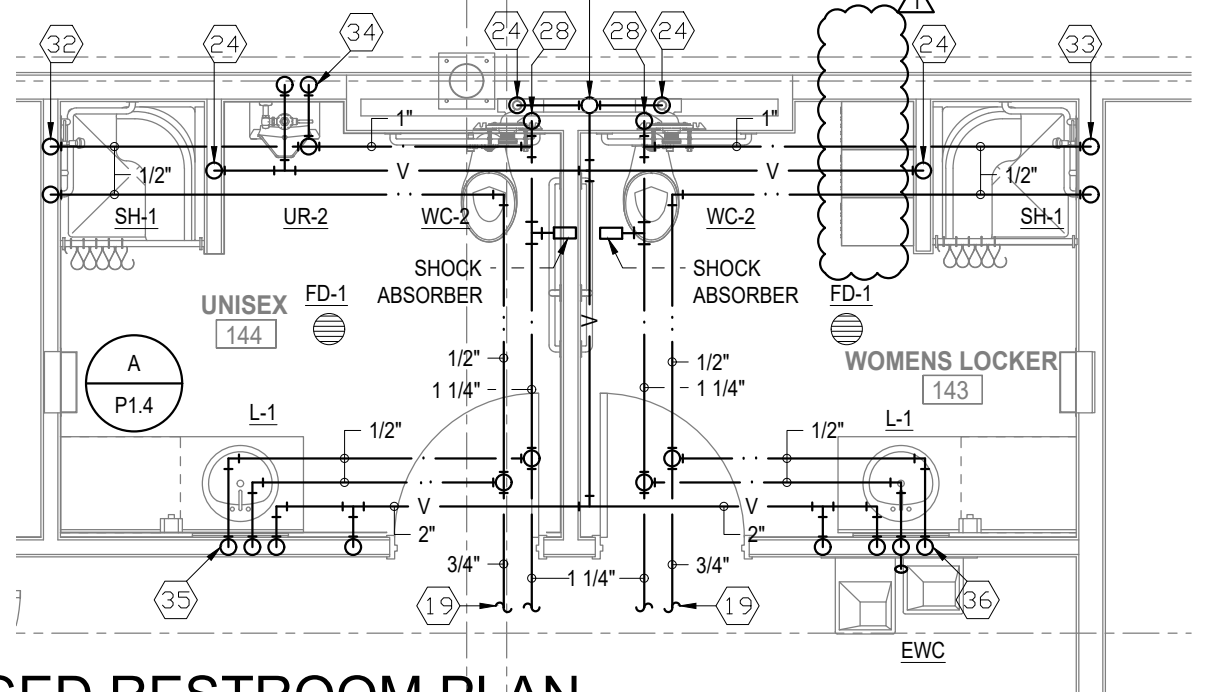 1
32
24
34
24
28
28
24
24
33
1"
1"
V
V
1/2"
1/2"
SH-1
UR-2
WC-2
WC-2
SH-1
SHOCK
ABSORBER
SHOCK
ABSORBER
FD-1
FD-1
UNISEX
144
V
A
P1.4
1/2"
1/2"
WOMENS LOCKER
143
1 1/4"
1 1/4"
L-1
L-1
1/2"
1/2"
V
V
2"
2"
3/4"
1 1/4"
3/4"
35
19
19
36
EWC
RESTROOM PLAN